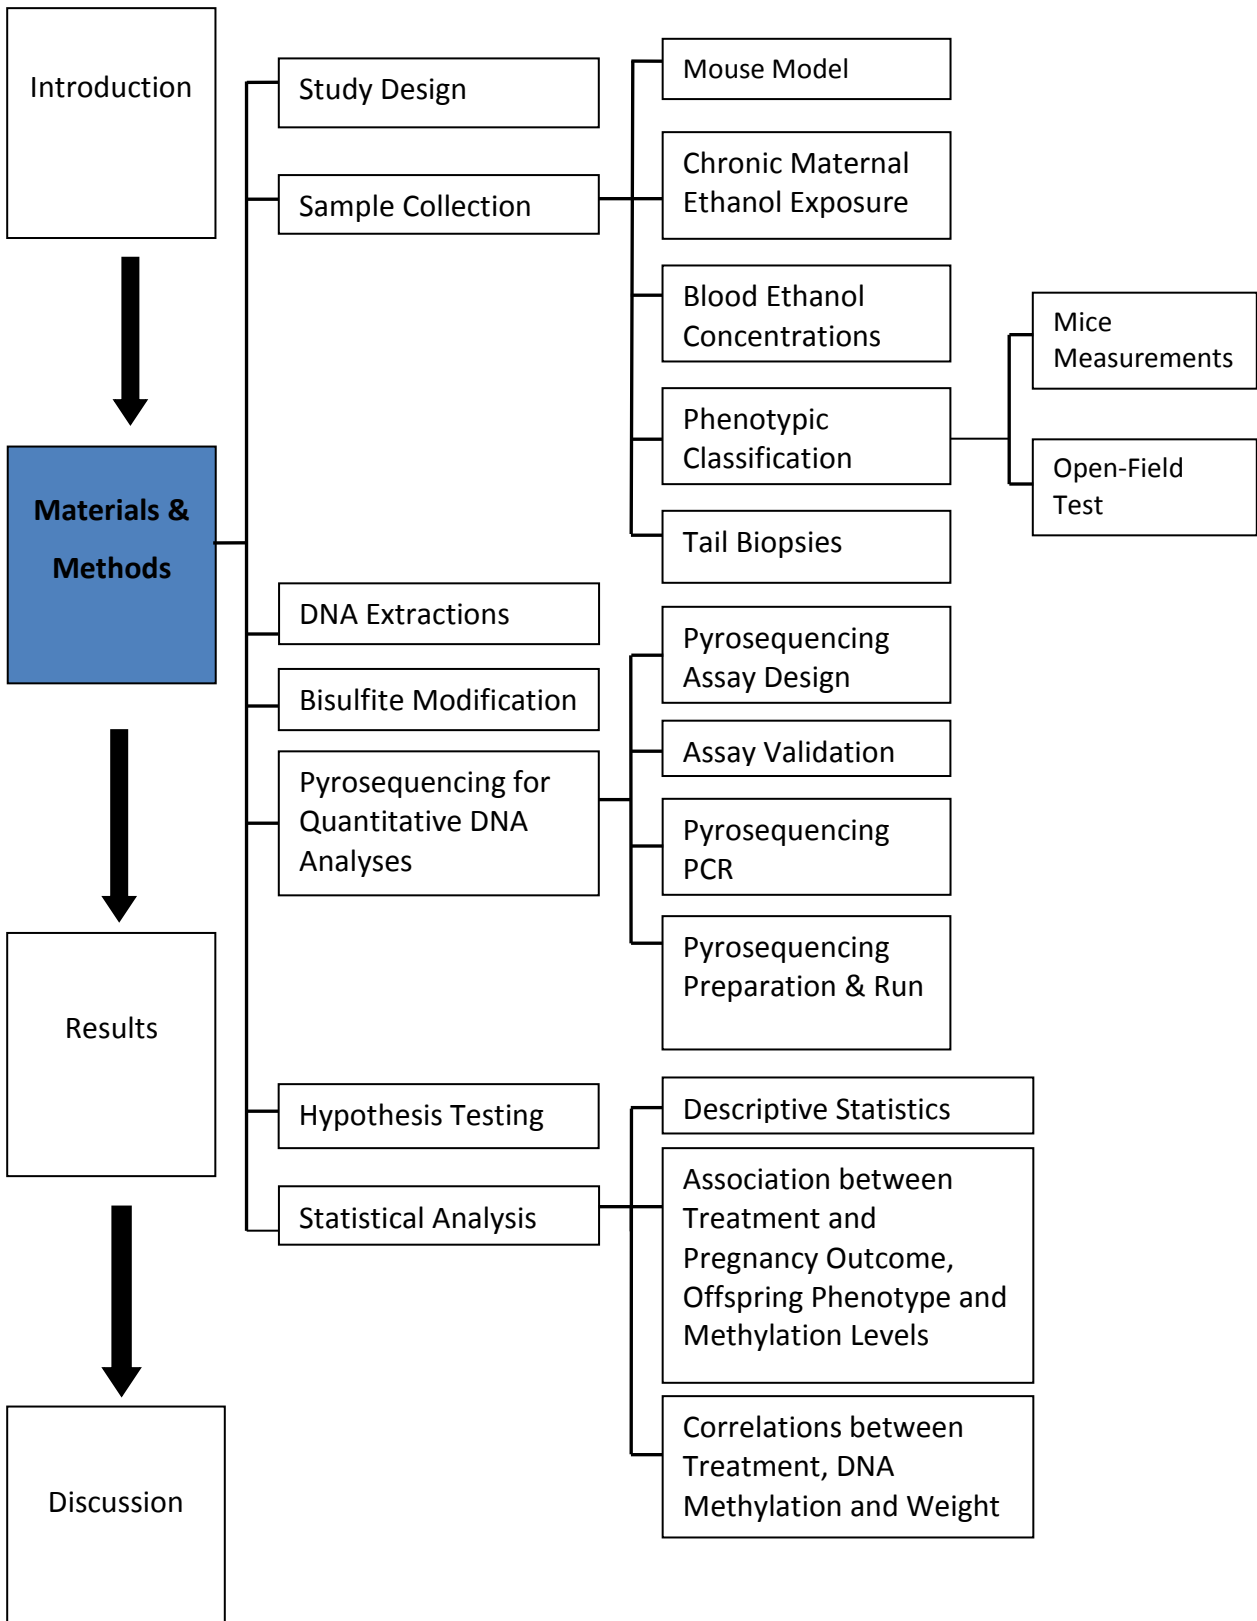 Introduction
Materials &
Methods
Results
Discussion
Study Design
Sample Collection
DNA Extractions
Bisulfite Modification
Pyrosequencing for
Quantitative DNA
Analyses
Hypothesis Testing
Statistical Analysis
Mouse Model
Chronic Maternal
Ethanol Exposure
Blood Ethanol
Concentrations
Phenotypic
Classification
Tail Biopsies
Mice
Measurements
Open-Field
Test
Pyrosequencing
Assay Design
Assay Validation
Pyrosequencing
PCR
Pyrosequencing
Preparation & Run
Descriptive Statistics
Association between
Treatment and
Pregnancy Outcome,
Offspring Phenotype and
Methylation Levels
Correlations between
Treatment, DNA
Methylation and Weight